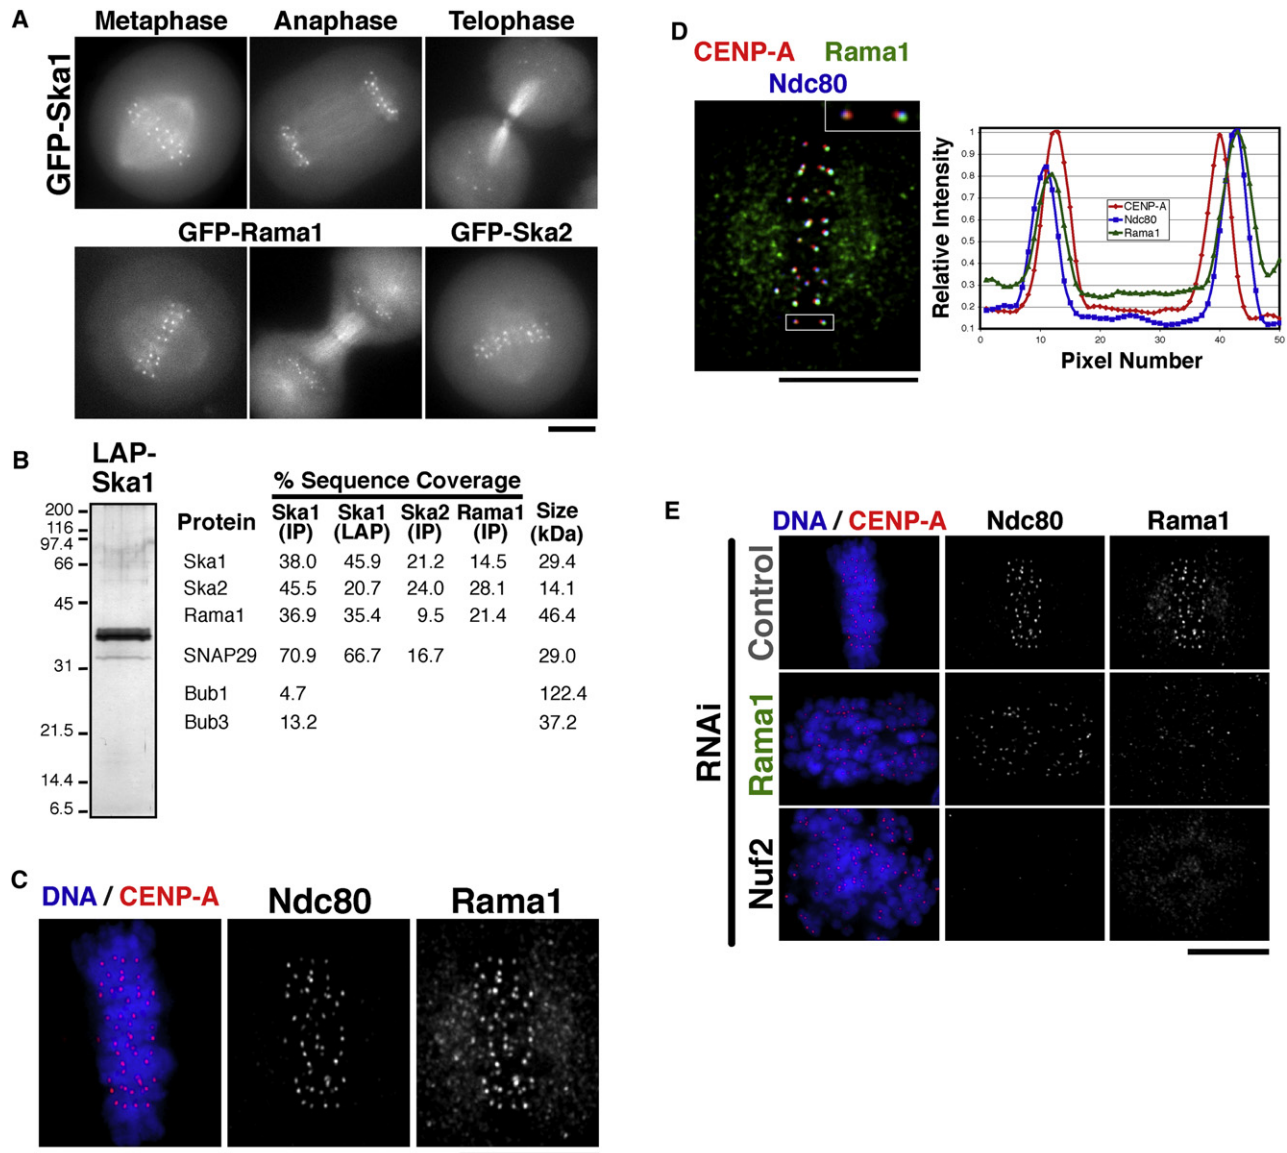 A
Metaphase
Anaphase
Telophase
GFP-Ska1
GFP-Rama1
GFP-Ska2
B
LAP-
Ska1
200
116
97.4
66
45
31
21.5
14.4
6.5
% Sequence Coverage
Protein Ska1 (IP) Ska1 (LAP) Ska2 (IP) Rama1 (IP) Size (kDa)
Ska1 38.0 45.9 21.2 14.5 29.4
Ska2 45.5 20.7 24.0 28.1 14.1
Rama1 36.9 35.4 9.5 21.4 46.4
SNAP29 70.9 66.7 16.7 29.0
Bub1 4.7 122.4
Bub3 13.2 37.2
C
DNA / CENP-A
Ndc80
Rama1
D
CENP-A Rama1
Ndc80
Relative Intensity
1
0.9
0.8
0.7
0.6
0.5
0.4
0.3
0.2
0.1
0 10 20 30 40 50
Pixel Number
CENP-A
Ndc80
Rama1
E
DNA / CENP-A
Ndc80
Rama1
RNAi
Control
Rama1
Nuf2